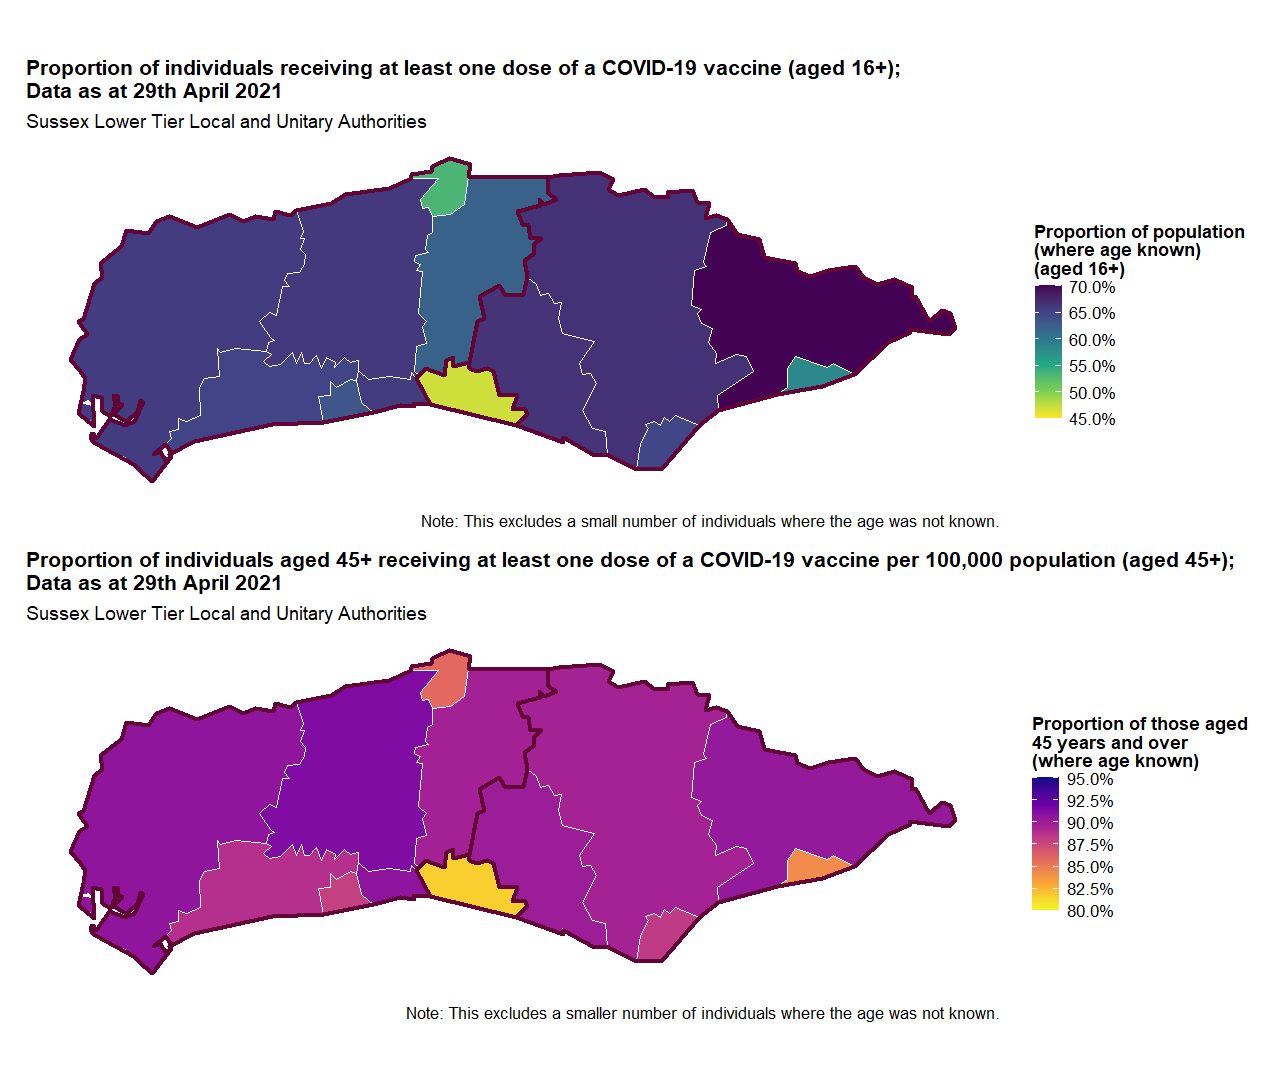 Proportion of individuals receiving at least one dose of a COVID-19 vaccine (aged 16+);
Data as at 29th April 2021
Sussex Lower Tier Local and Unitary Authorities
Proportion of population
(where age known)
(aged 16+)
70.0%
65.0%
60.0%
55.0%
50.0%
45.0%
Note: This excludes a small number of individuals where the age was not known.
Proportion of individuals aged 45+ receiving at least one dose of a COVID-19 vaccine per 100,000 population (aged 45+);
Data as at 29th April 2021
Sussex Lower Tier Local and Unitary Authorities
Proportion of those aged
45 years and over
(where age known)
95.0%
92.5%
90.0%
87.5%
85.0%
82.5%
80.0%
Note: This excludes a smaller number of individuals where the age was not known.